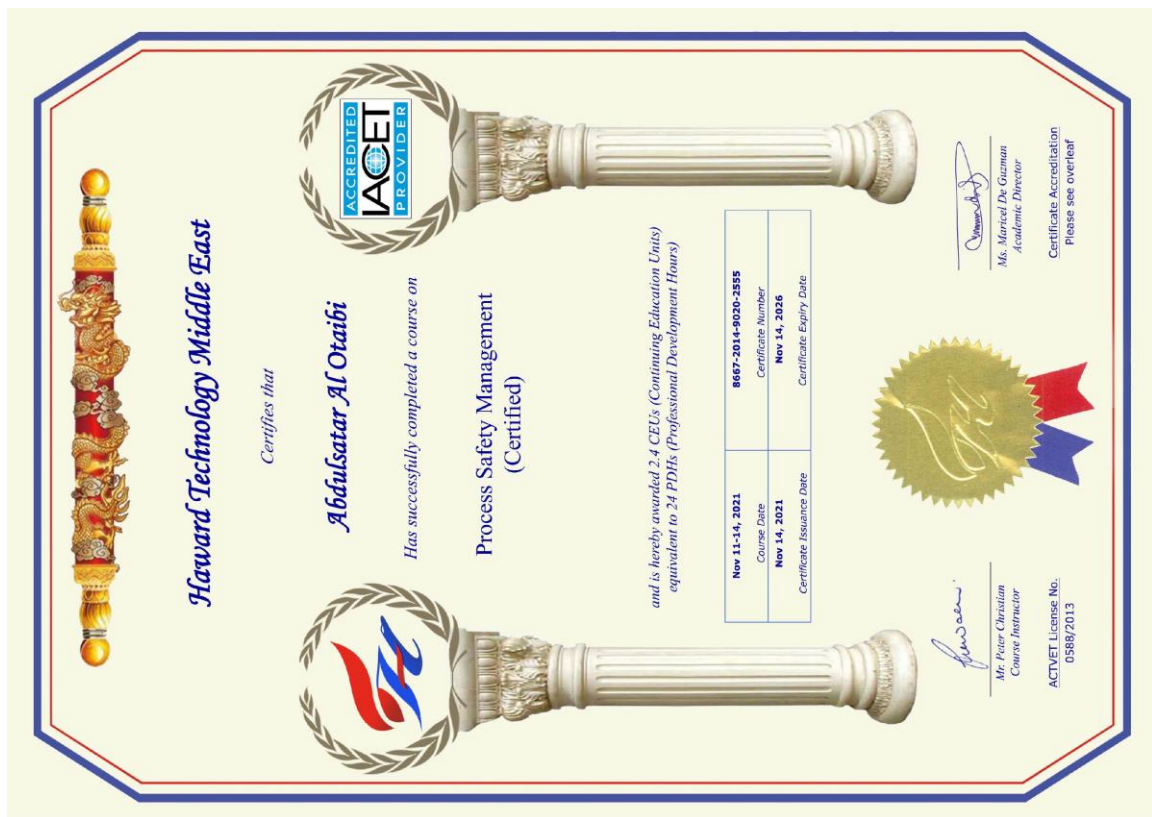 Haward Technology Middle East
Certifies that
Abdulsatar Al Otaibi
Has successfully completed a course on
ACCREDITED
IACET
PROVIDER
Process Safety Management
(Certified)
and is hereby awarded 2.4 CEUs (Continuing Education Units)
equivalent to 24 PDHs (Professional Development Hours)
Nov 11-14, 2021
Course Date
8667-2014-9020-2555
Certificate Number
Nov 14, 2021
Certificate Issuance Date
Nov 14, 2026
Certificate Expiry Date
Mr. Peter Christian
Course Instructor
Ms. Maricel De Guzman
Academic Director
ACTVET License No.
0588/2013
Certificate Accreditation
Please see overleaf